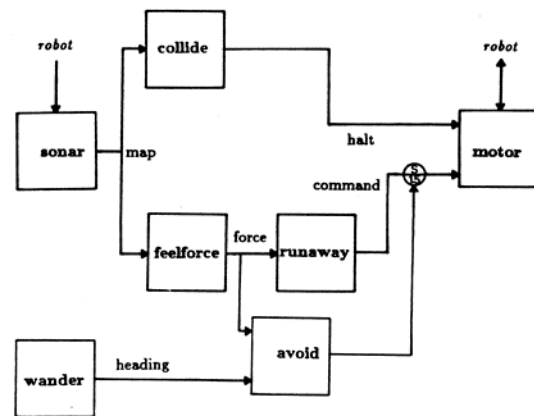 robot
collide
robot
sonar
map
halt
motor
command
S
15
feelforce
force
runaway
avoid
heading
wander